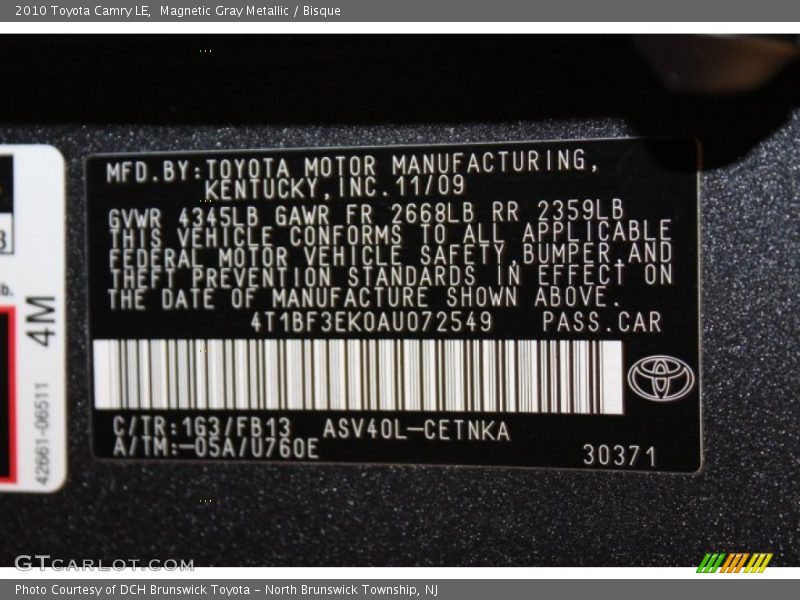 2010 Toyota Camry LE, Magnetic Gray Metallic / Bisque
MFD.BY:TOYOTA MOTOR MANUFACTURING,
KENTUCKY,INC.11/09
GVWR 4345LB GAWR FR 2668LB RR 2359LB
THIS VEHICLE CONFORMS TO ALL APPLICABLE
FEDERAL MOTOR VEHICLE SAFETY,BUMPER,AND
THEFT PREVENTION STANDARDS IN EFFECT ON
THE DATE OF MANUFACTURE SHOWN ABOVE.
4T1BF3EK0AU072549 PASS.CAR
C/TR:1G3/FB13 ASV40L-CETNKA
A/TM:-05A/U760E
30371
4M
42661-06511
GTCARLOT.COM
Photo Courtesy of DCH Brunswick Toyota - North Brunswick Township, NJ